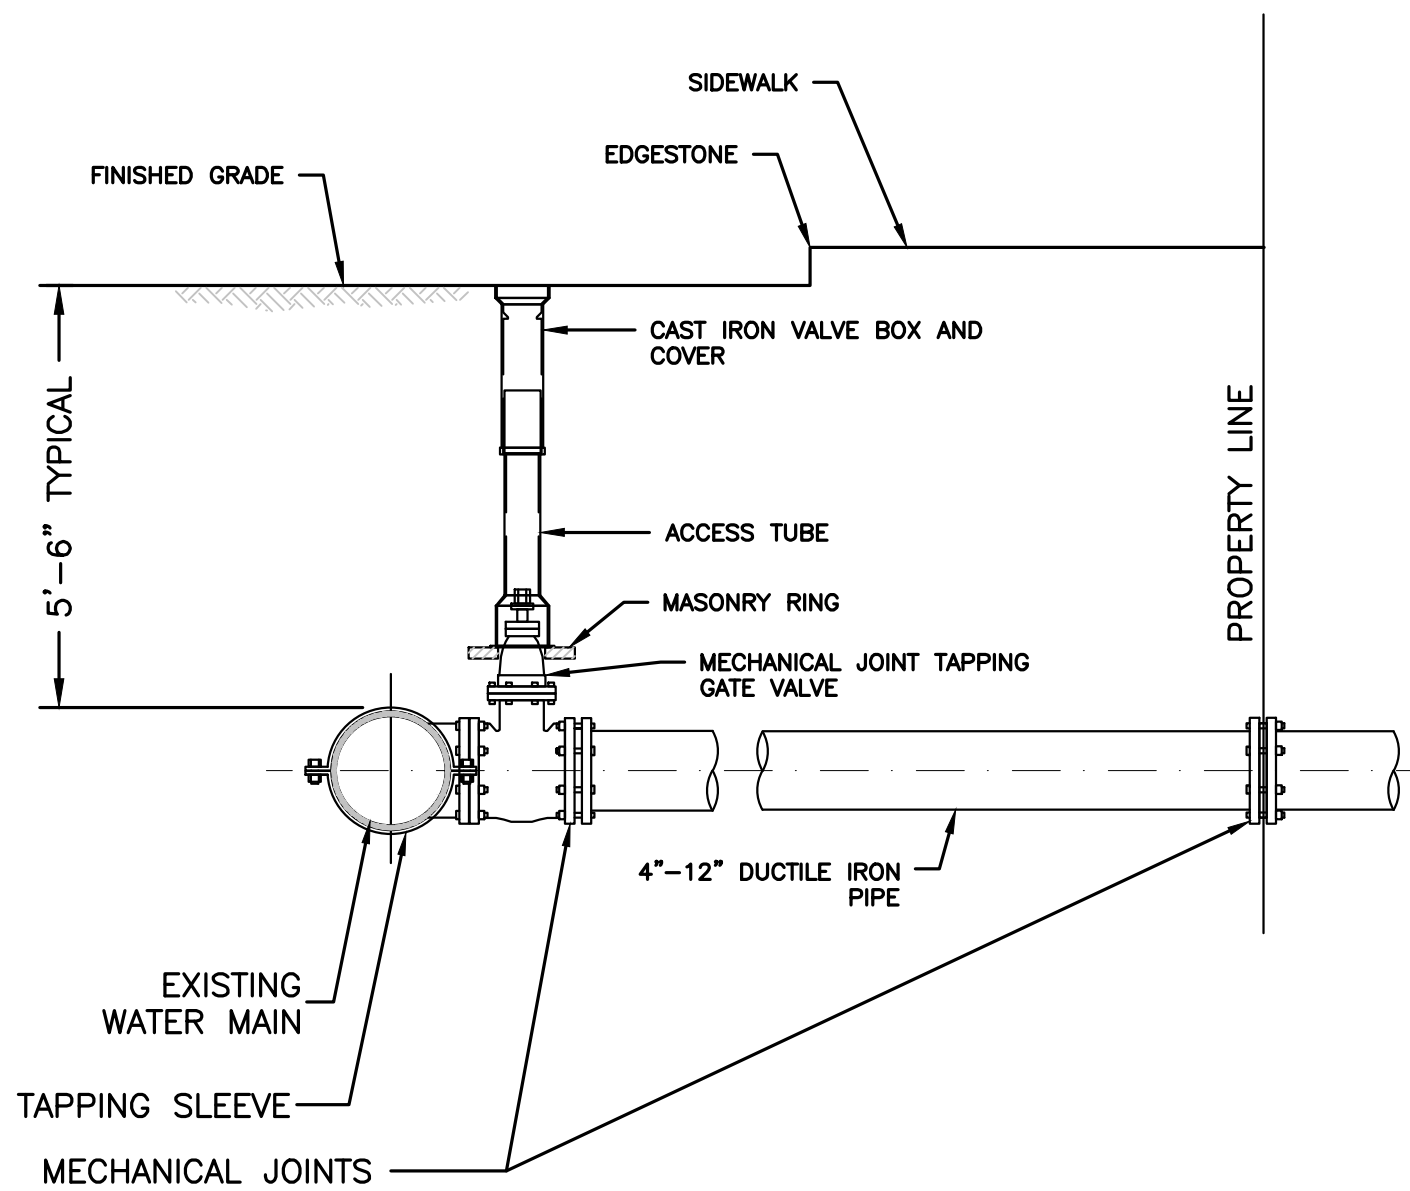 SIDEWALK
EDGESTONE
FINISHED GRADE
CAST IRON VALVE BOX AND
COVER
5'-6" TYPICAL
PROPERTY LINE
ACCESS TUBE
MASONRY RING
MECHANICAL JOINT TAPPING
GATE VALVE
4"-12" DUCTILE IRON
PIPE
EXISTING
WATER MAIN
TAPPING SLEEVE
MECHANICAL JOINTS